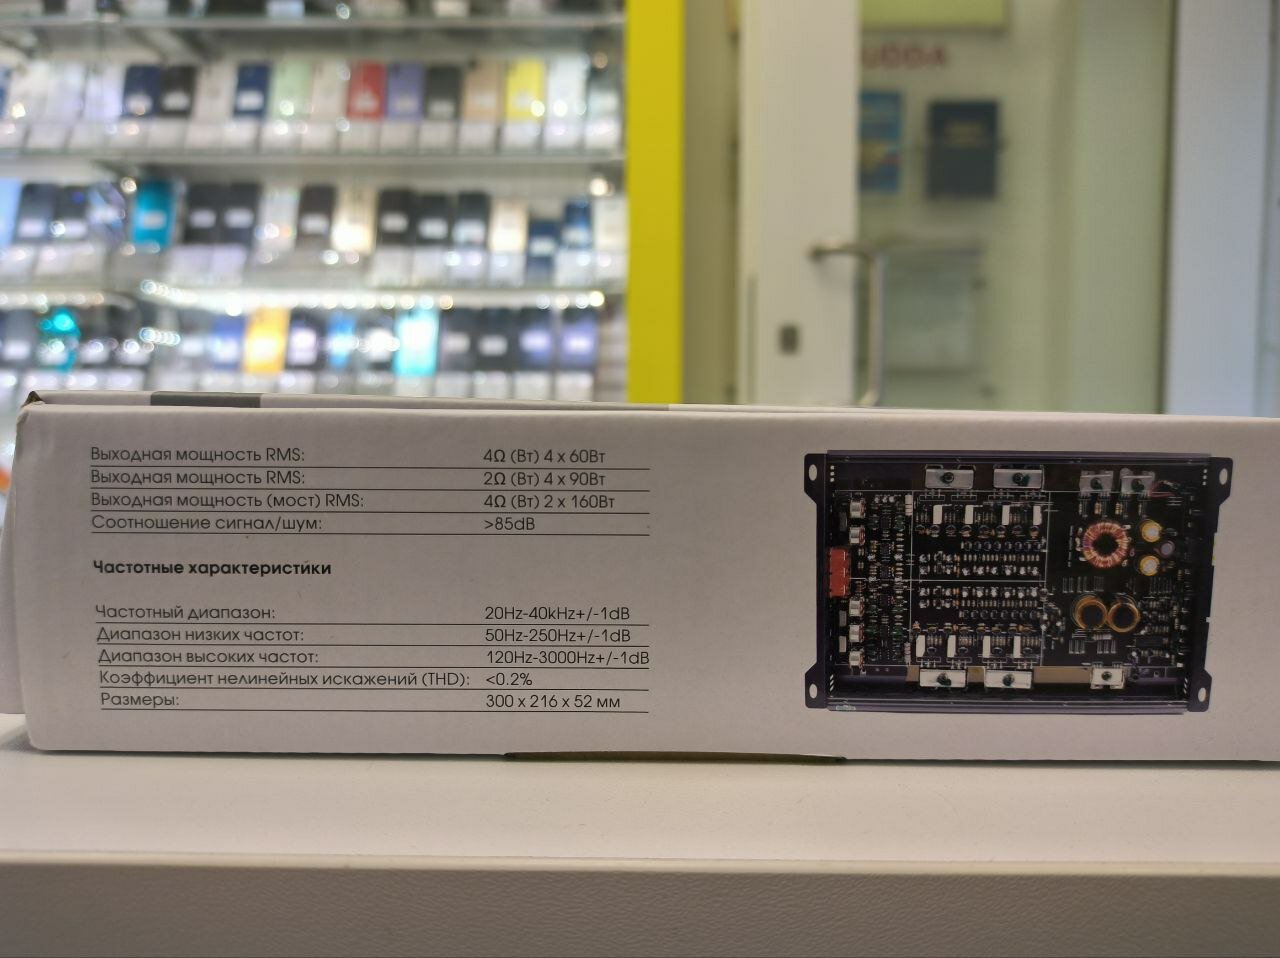 UDDA
Выходная мощность RMS: 4Ω (Вт) 4 x 60Вт
Выходная мощность RMS: 2Ω (Вт) 4 x 90Вт
Выходная мощность (мост) RMS: 4Ω (Вт) 2 x 160Вт
Соотношение сигнал/шум: >85dB
Частотные характеристики
Частотный диапазон: 20Hz-40kHz+/-1dB
Диапазон низких частот: 50Hz-250Hz+/-1dB
Диапазон высоких частот: 120Hz-3000Hz+/-1dB
Коэффициент нелинейных искажений (THD): <0.2%
Размеры: 300 x 216 x 52 мм